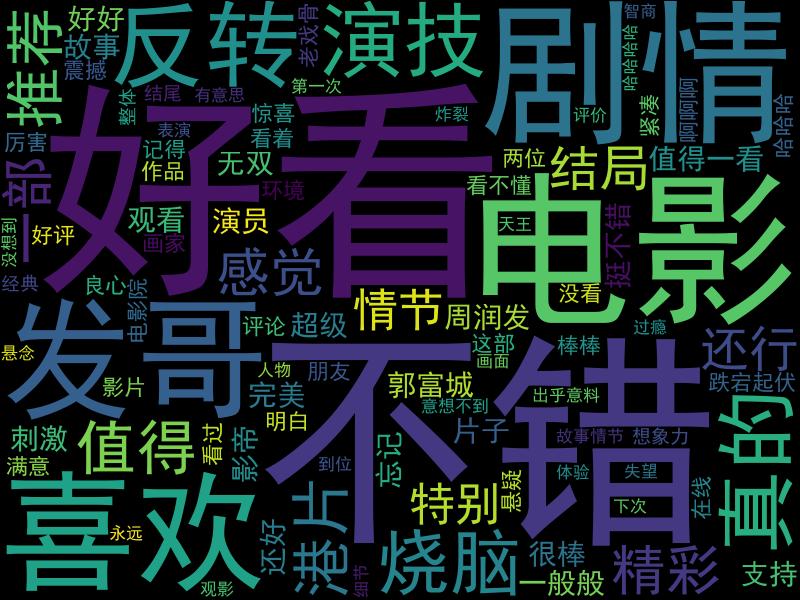 推荐
好好
故事
震撼
反转
老戏骨
演技
剧情
智商
哈哈哈哈
紧凑
啊啊啊
哈哈哈
厉害
整体
结尾
有意思
第一次
惊喜
看着
炸裂
评价
表演
记得
作品
无双
好看
两位
结局
值得一看
看不懂
一部
没想到
好评
观看
画家
演员
环境
电影
天王
挺不错
经典
良心
电影院
感觉
情节
周润发
没看
过瘾
发哥
评论
超级
这部
画面
棒棒
还行
悬念
影片
人物
朋友
完美
明白
郭富城
意想不到
出乎意料
跌宕起伏
刺激
满意
值得
看过
影帝
不错
到位
忘记
片子
故事情节
想象力
真的
喜欢
永远
观影
还好
港片
细节
烧脑
特别
悬疑
体验
失望
下次
在线
很棒
一般般
精彩
支持